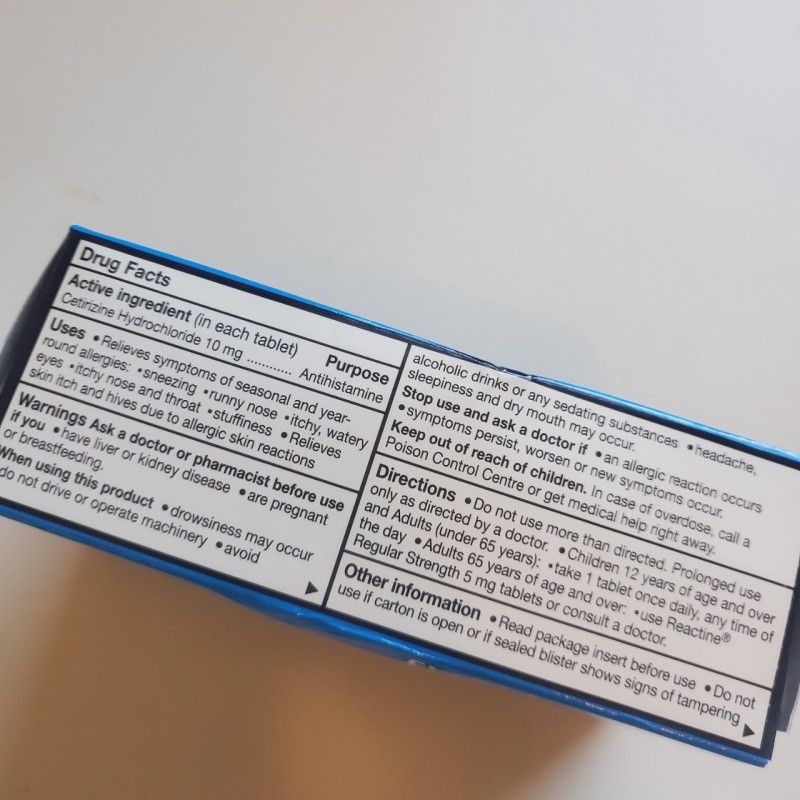 Drug Facts
Active ingredient (in each tablet)
Purpose
Cetirizine Hydrochloride 10 mg ............ Antihistamine
Uses •Relieves symptoms of seasonal and year-
round allergies: •sneezing •runny nose •itchy, watery
eyes •itchy nose and throat •stuffiness •Relieves
skin itch and hives due to allergic skin reactions
Warnings Ask a doctor or pharmacist before use
if you •have liver or kidney disease •are pregnant
or breastfeeding.
When using this product •drowsiness may occur
do not drive or operate machinery •avoid
alcoholic drinks or any sedating substances •headache,
sleepiness and dry mouth may occur.
Stop use and ask a doctor if •an allergic reaction occurs
•symptoms persist, worsen or new symptoms occur.
Keep out of reach of children. In case of overdose, call a
Poison Control Centre or get medical help right away.
Directions •Do not use more than directed. Prolonged use
only as directed by a doctor. •Children 12 years of age and over
and Adults (under 65 years): •take 1 tablet once daily, any time of
the day •Adults 65 years of age and over: •use Reactine®
Regular Strength 5 mg tablets or consult a doctor.
Other information •Read package insert before use •Do not
use if carton is open or if sealed blister shows signs of tampering